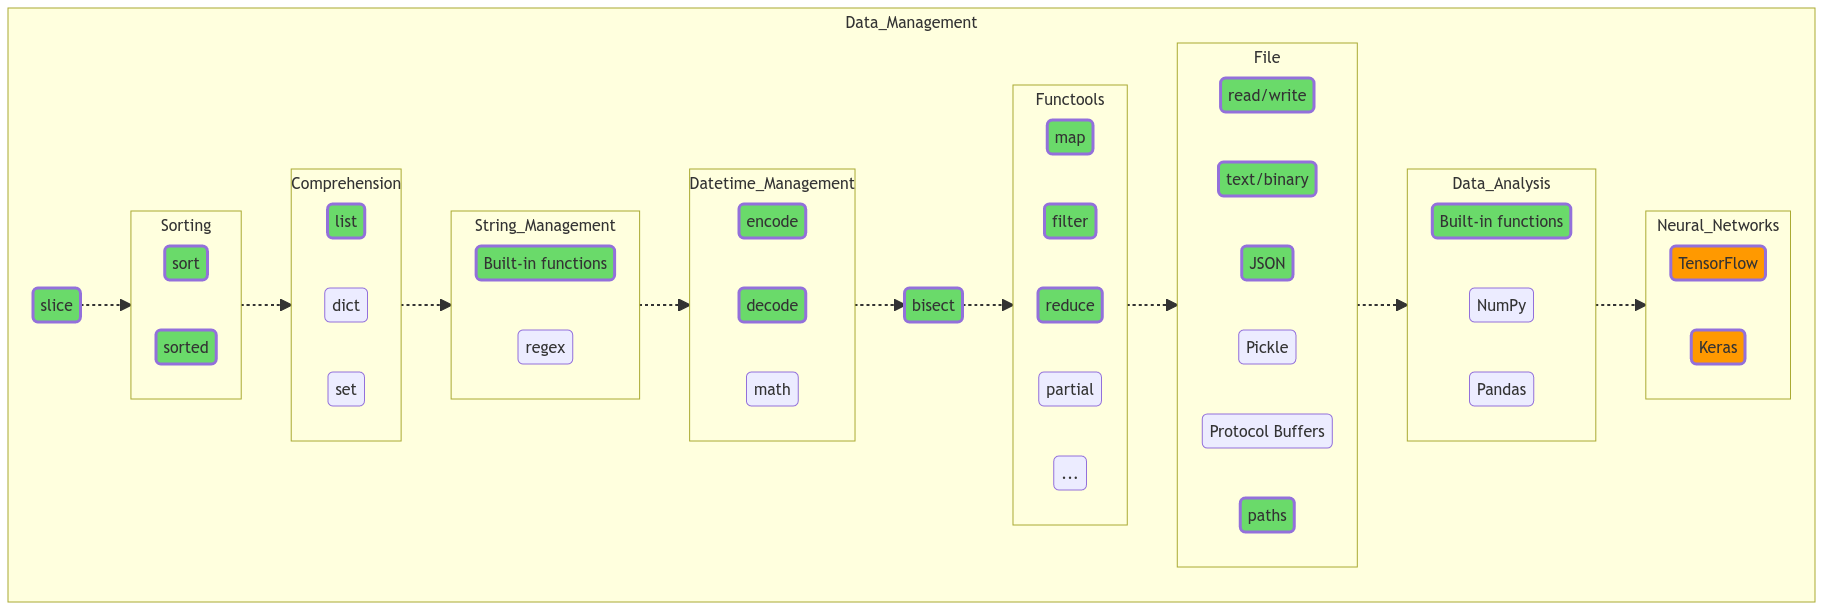 Data_Management
slice
Sorting
sort
sorted
Comprehension
list
dict
set
String_Management
Built-in functions
regex
Datetime_Management
encode
decode
math
bisect
Functools
map
filter
reduce
partial
...
File
read/write
text/binary
JSON
Pickle
Protocol Buffers
paths
Data_Analysis
Built-in functions
NumPy
Pandas
Neural_Networks
TensorFlow
Keras